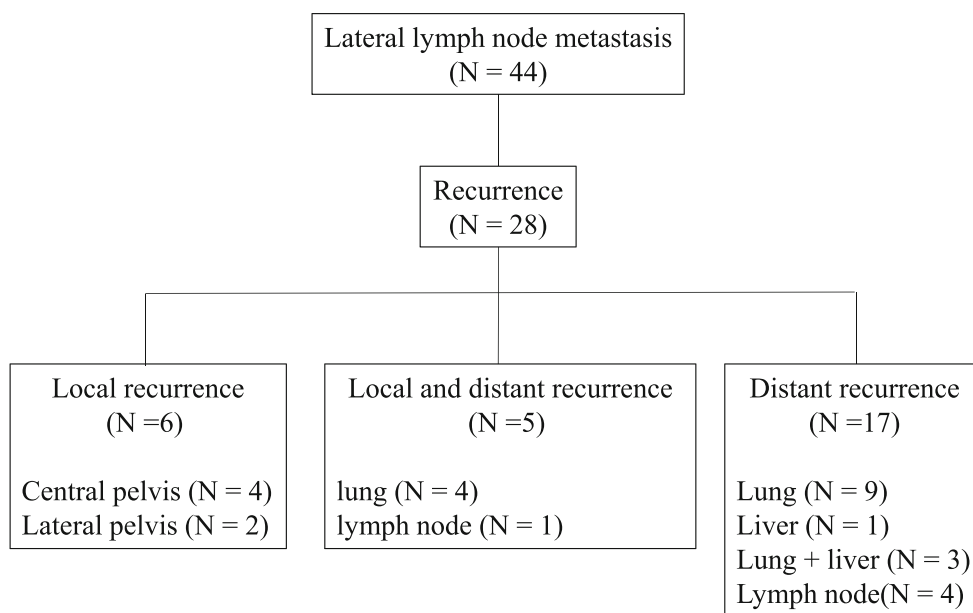 Lateral lymph node metastasis
(N = 44)
Recurrence
(N = 28)
Local recurrence
(N =6)
Central pelvis (N = 4)
Lateral pelvis (N = 2)
Local and distant recurrence
(N =5)
lung (N = 4)
lymph node (N = 1)
Distant recurrence
(N =17)
Lung (N = 9)
Liver (N = 1)
Lung + liver (N = 3)
Lymph node(N = 4)